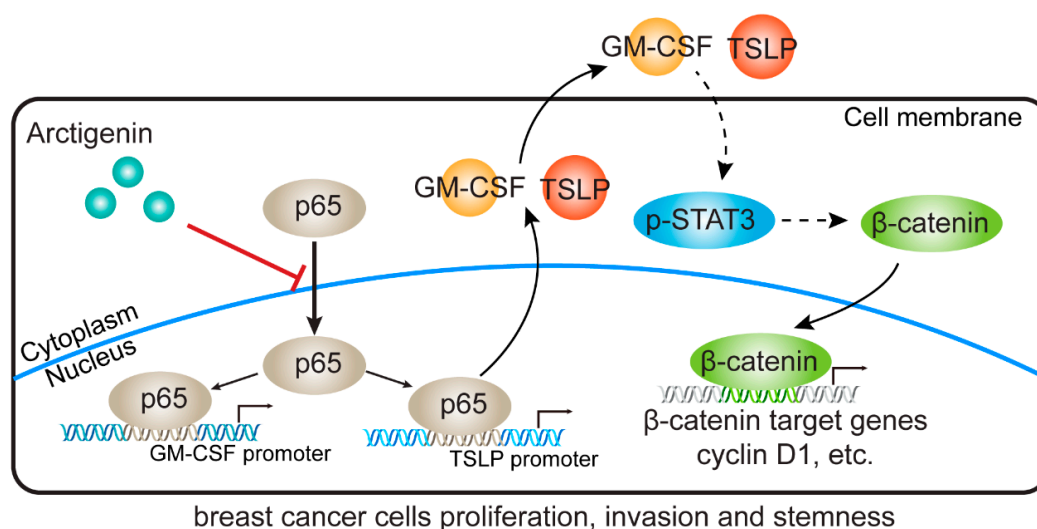 GM-CSF TSLP
Cell membrane
Arctigenin
p65
GM-CSF TSLP
p-STAT3
β-catenin
Cytoplasm
Nucleus
p65
β-catenin
p65
p65
GM-CSF promoter
TSLP promoter
β-catenin target genes
cyclin D1, etc.
breast cancer cells proliferation, invasion and stemness